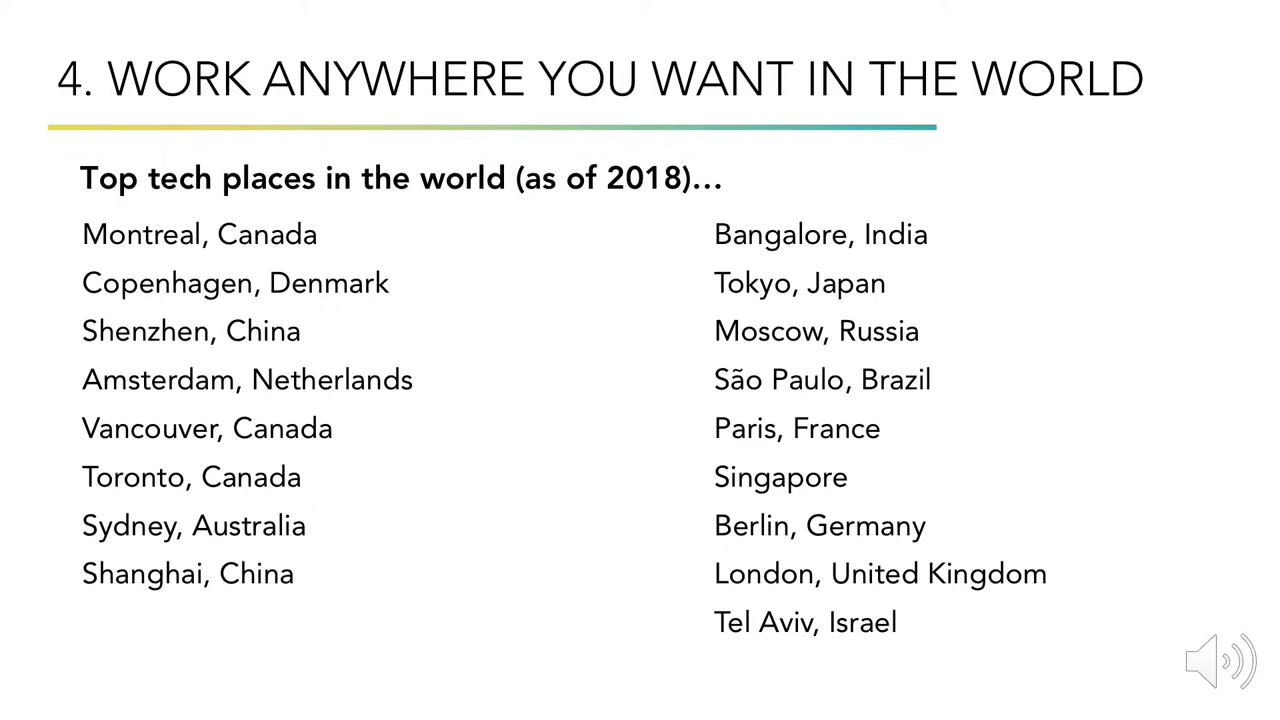 4. WORK ANYWHERE YOU WANT IN THE WORLD
Top tech places in the world (as of 2018)...
Montreal, Canada
Copenhagen, Denmark
Shenzhen, China
Amsterdam, Netherlands
Vancouver, Canada
Toronto, Canada
Sydney, Australia
Shanghai, China
Bangalore, India
Tokyo, Japan
Moscow, Russia
São Paulo, Brazil
Paris, France
Singapore
Berlin, Germany
London, United Kingdom
Tel Aviv, Israel